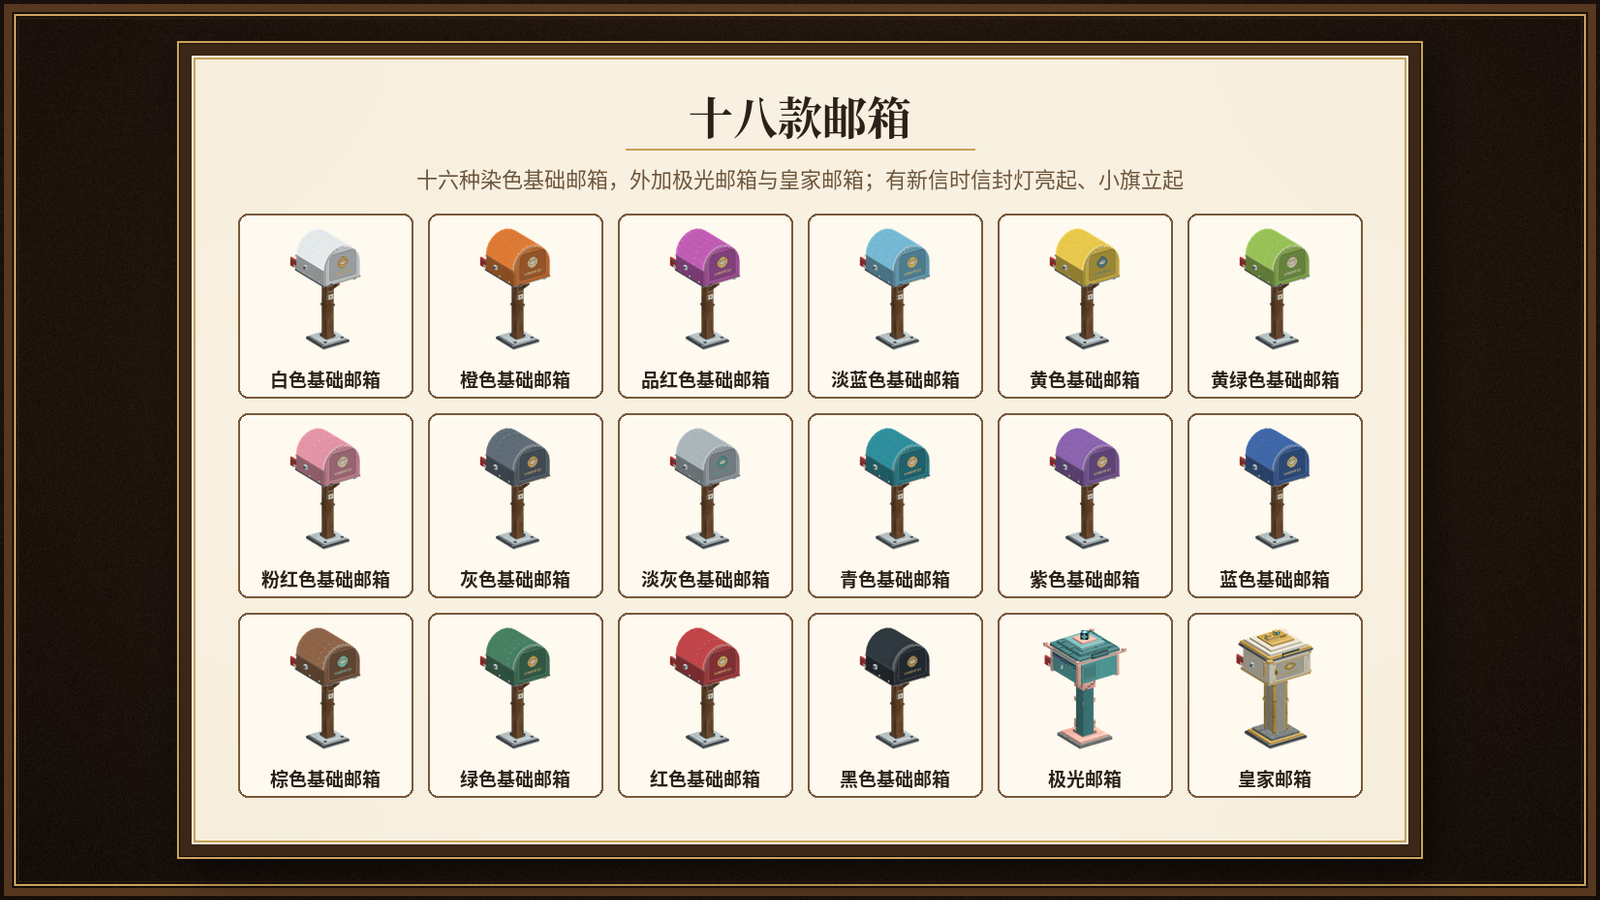 十八款邮箱
十六种染色基础邮箱，外加极光邮箱与皇家邮箱；有新信时信封灯亮起、小旗立起
白色基础邮箱
橙色基础邮箱
品红色基础邮箱
淡蓝色基础邮箱
黄色基础邮箱
黄绿色基础邮箱
粉红色基础邮箱
灰色基础邮箱
淡灰色基础邮箱
青色基础邮箱
紫色基础邮箱
蓝色基础邮箱
棕色基础邮箱
绿色基础邮箱
红色基础邮箱
黑色基础邮箱
极光邮箱
皇家邮箱